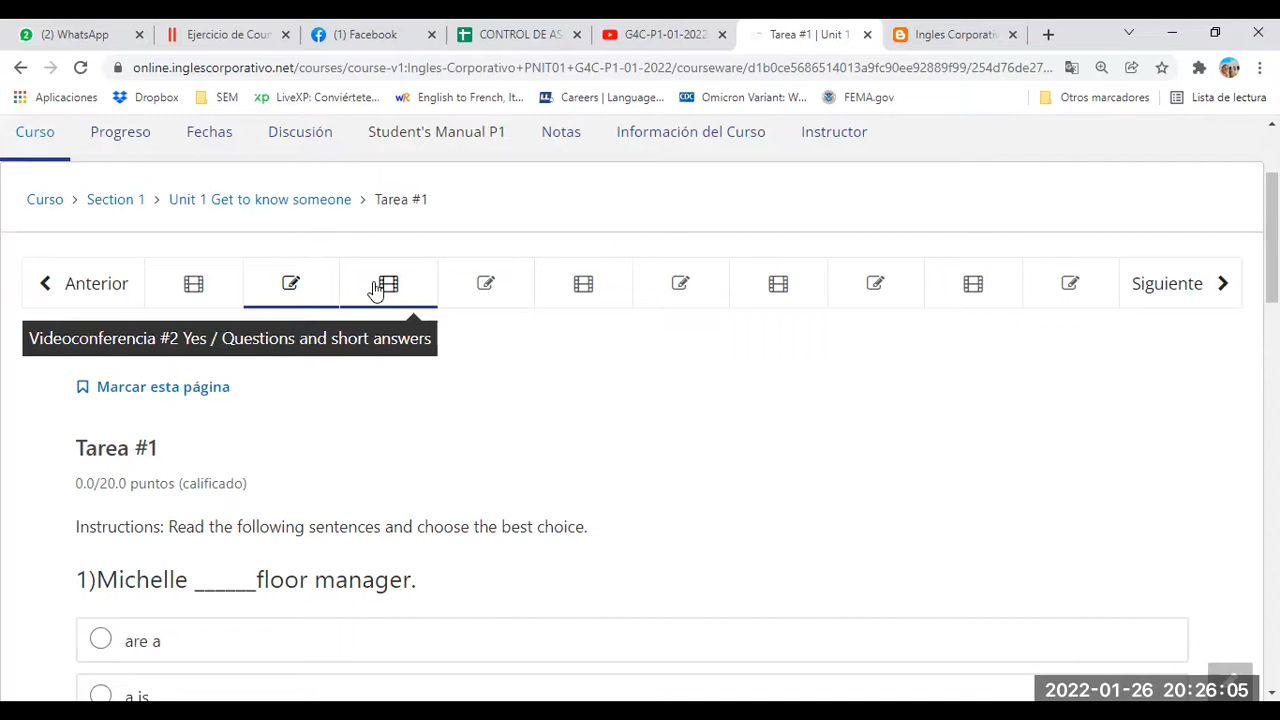 2 (2) WhatsApp Ejercicio de Cour (1) Facebook CONTROL DE AS G4C-P1-01-2022 Tarea #1 | Unit 1 Ingles Corporativ
online.inglescorporativo.net/courses/course-v1:Ingles-Corporativo+PNIT01+G4C-P1-01-2022/courseware/d1b0ce5686514013a9fc90ee92889f99/254d76de27...
Aplicaciones Dropbox SEM LiveXP: Conviértete... English to French, It... Careers | Language... Omicron Variant: W... FEMA.gov Otros marcadores Lista de lectura
Curso Progreso Fechas Discusión Student's Manual P1 Notas Información del Curso Instructor
Curso > Section 1 > Unit 1 Get to know someone > Tarea #1
Anterior Siguiente
Videoconferencia #2 Yes / Questions and short answers
Marcar esta página
Tarea #1
0.0/20.0 puntos (calificado)
Instructions: Read the following sentences and choose the best choice.
1)Michelle ______floor manager.
are a
a is
2022-01-26 20:26:05